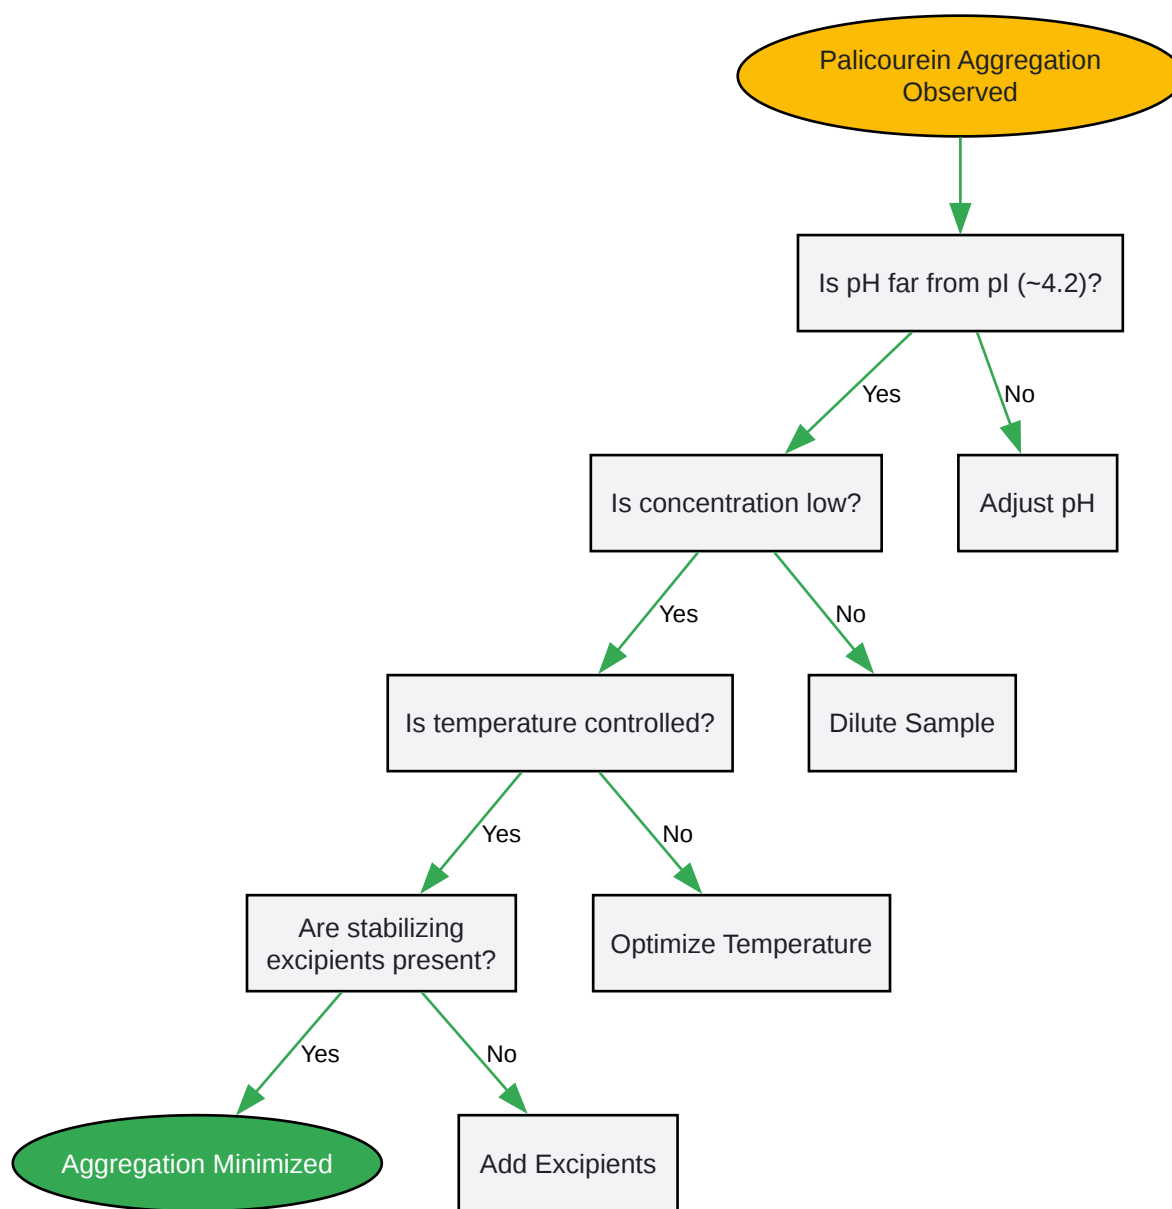 Palicourein Aggregation
Observed
Is pH far from pI (~4.2)?
Yes
No
Is concentration low?
Adjust pH
Yes
No
Is temperature controlled?
Dilute Sample
Yes
No
Are stabilizing
excipients present?
Optimize Temperature
Yes
No
Aggregation Minimized
Add Excipients